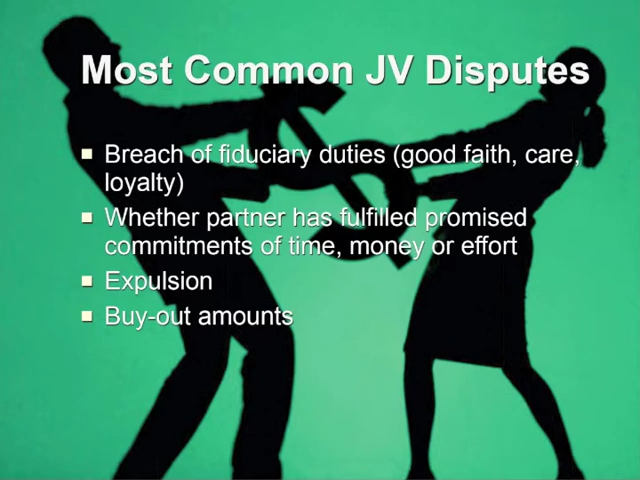 Most Common JV Disputes
Breach of fiduciary duties (good faith, care,
loyalty)
Whether partner has fulfilled promised
commitments of time, money or effort
Expulsion
Buy-out amounts